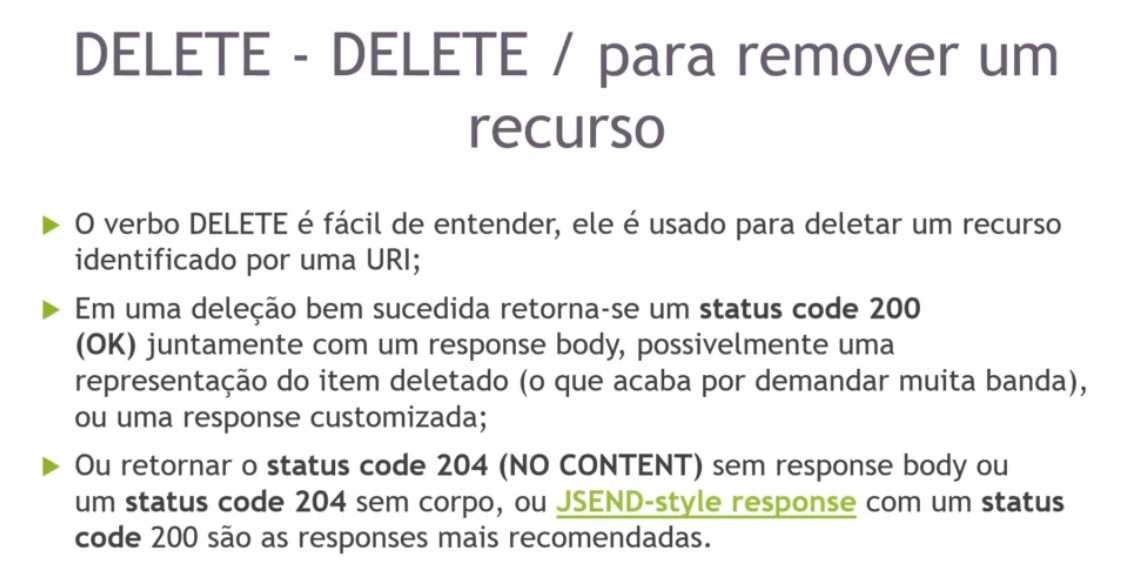 DELETE - DELETE / para remover um
recurso
O verbo DELETE é fácil de entender, ele é usado para deletar um recurso
identificado por uma URI;
Em uma deleção bem sucedida retorna-se um status code 200
(OK) juntamente com um response body, possivelmente uma
representação do item deletado (o que acaba por demandar muita banda),
ou uma response customizada;
Ou retornar o status code 204 (NO CONTENT) sem response body ou
um status code 204 sem corpo, ou JSEND-style response com um status
code 200 são as responses mais recomendadas.